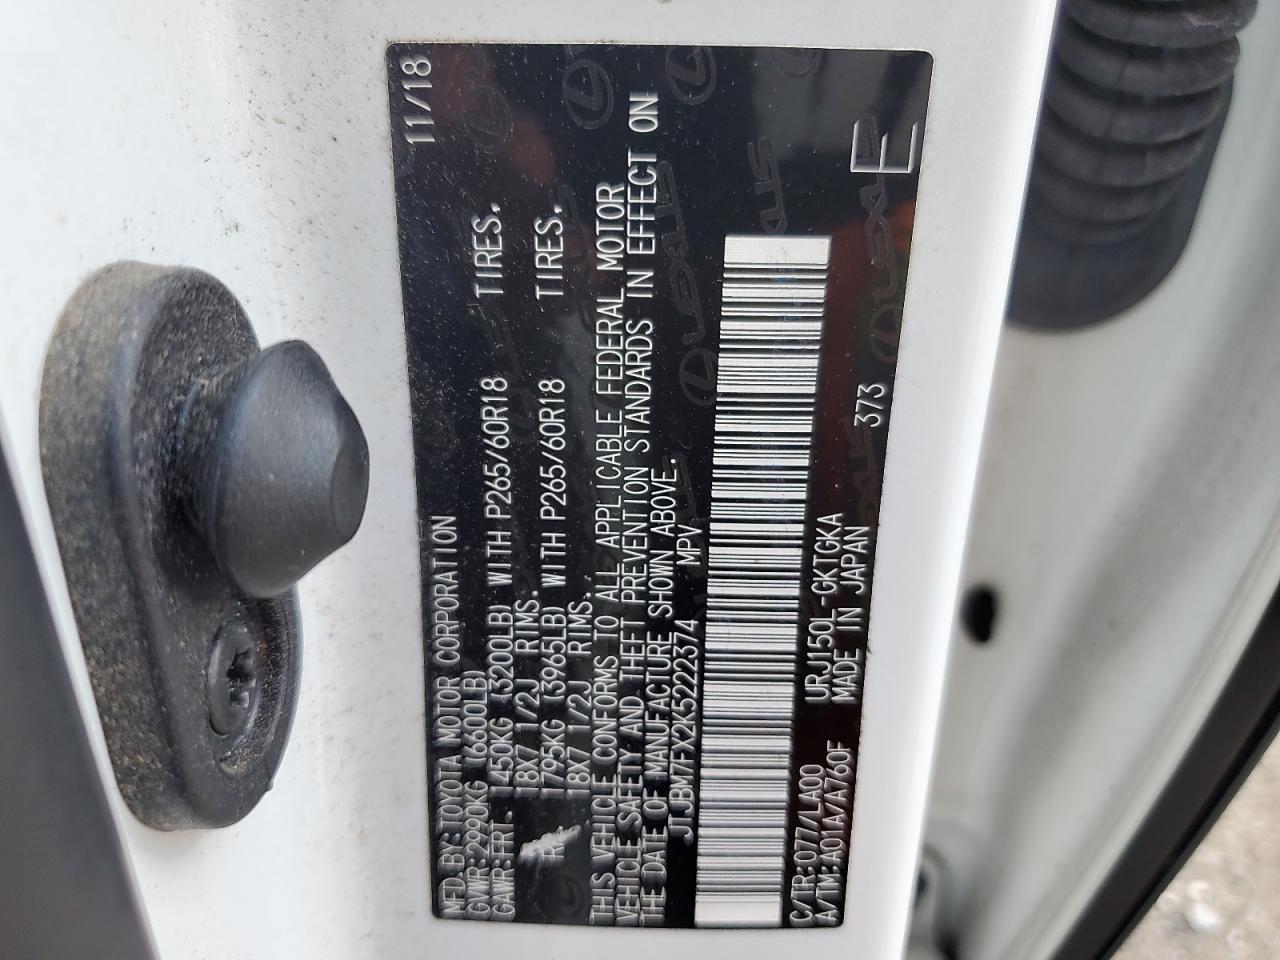 MFD.BY:TOYOTA MOTOR CORPORATION 11/18
GVWR:2990KG (6600LB)
GAWR:FRT. 1450KG (3200LB) WITH P265/60R18 TIRES.
18X7 1/2J RIMS.
1795KG (3965LB) WITH P265/60R18 TIRES.
18X7 1/2J RIMS.
THIS VEHICLE CONFORMS TO ALL APPLICABLE FEDERAL MOTOR
VEHICLE SAFETY AND THEFT PREVENTION STANDARDS IN EFFECT ON
THE DATE OF MANUFACTURE SHOWN ABOVE.
JTJBM7FX2K5222374 MPV
C/TR:077/LA00 URJ150L-GKTGKA 373
A/TM:A01A/A760F MADE IN JAPAN
E
LEXUS